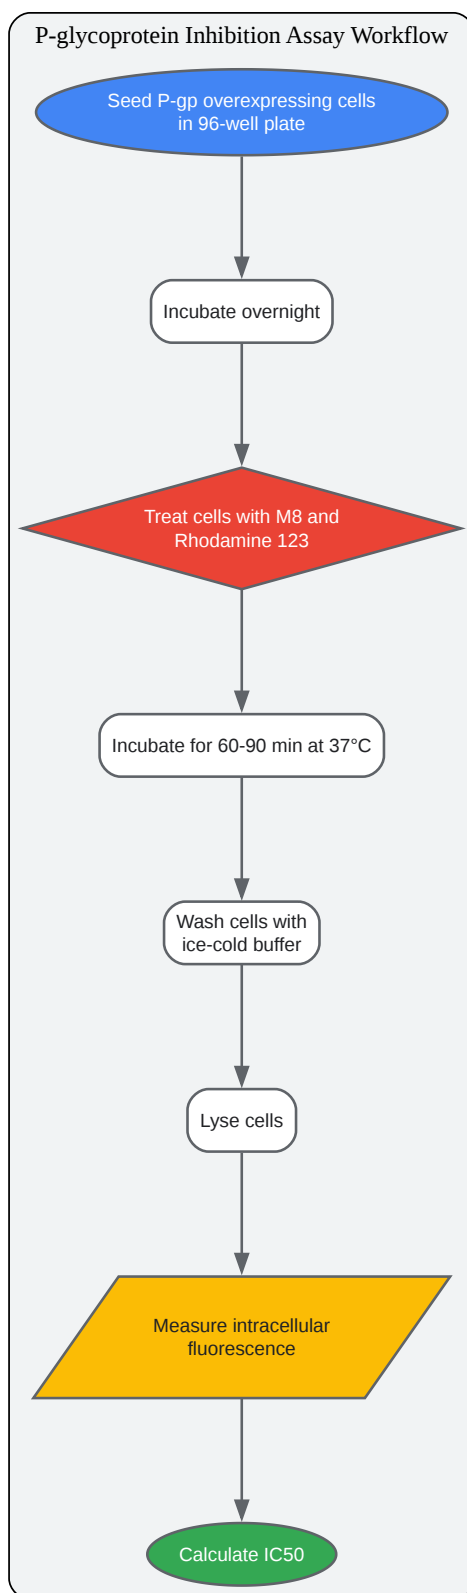 P-glycoprotein Inhibition Assay Workflow
Seed P-gp overexpressing cells
in 96-well plate
Incubate overnight
Treat cells with M8 and
Rhodamine 123
Incubate for 60-90 min at 37°C
Wash cells with
ice-cold buffer
Lyse cells
Measure intracellular
fluorescence
Calculate IC50